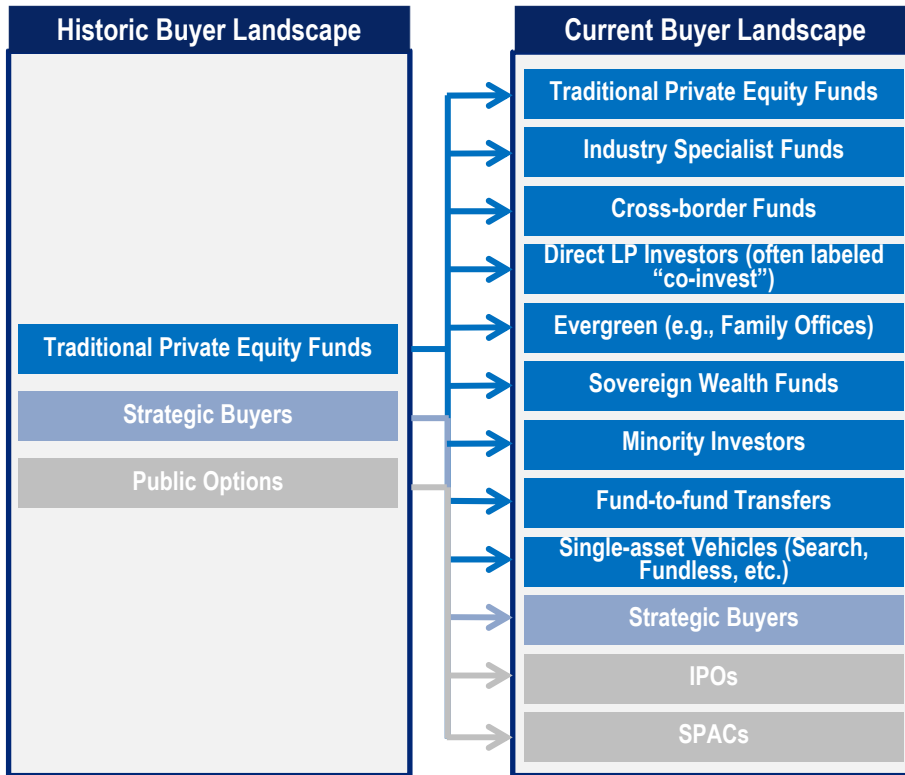 Historic Buyer Landscape
Traditional Private Equity Funds
Strategic Buyers
Public Options
Current Buyer Landscape
Traditional Private Equity Funds
Industry Specialist Funds
Cross-border Funds
Direct LP Investors (often labeled
“co-invest”)
Evergreen (e.g., Family Offices)
Sovereign Wealth Funds
Minority Investors
Fund-to-fund Transfers
Single-asset Vehicles (Search,
Fundless, etc.)
Strategic Buyers
IPOs
SPACs